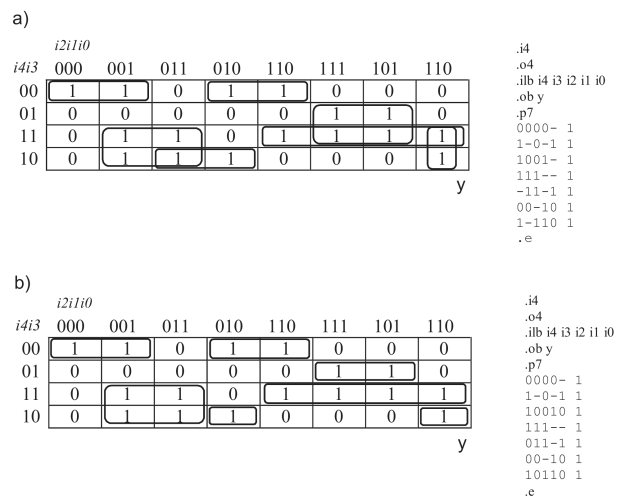 a)
i2i1i0
i4i3 000 001 011 010 110 111 101 110
00 1 1 0 1 1 0 0 0
01 0 0 0 0 0 1 1 0
11 0 1 1 0 1 1 1 1
10 0 1 1 1 0 0 0 1
y
.i4
.o4
.ilb i4 i3 i2 i1 i0
.ob y
.p7
0000- 1
1-0-1 1
1001- 1
111-- 1
-11-1 1
00-10 1
1-110 1
.e
b)
i2i1i0
i4i3 000 001 011 010 110 111 101 110
00 1 1 0 1 1 0 0 0
01 0 0 0 0 0 1 1 0
11 0 1 1 0 1 1 1 1
10 0 1 1 1 0 0 0 1
y
.i4
.o4
.ilb i4 i3 i2 i1 i0
.ob y
.p7
0000- 1
1-0-1 1
10010 1
111-- 1
011-1 1
00-10 1
10110 1
.e